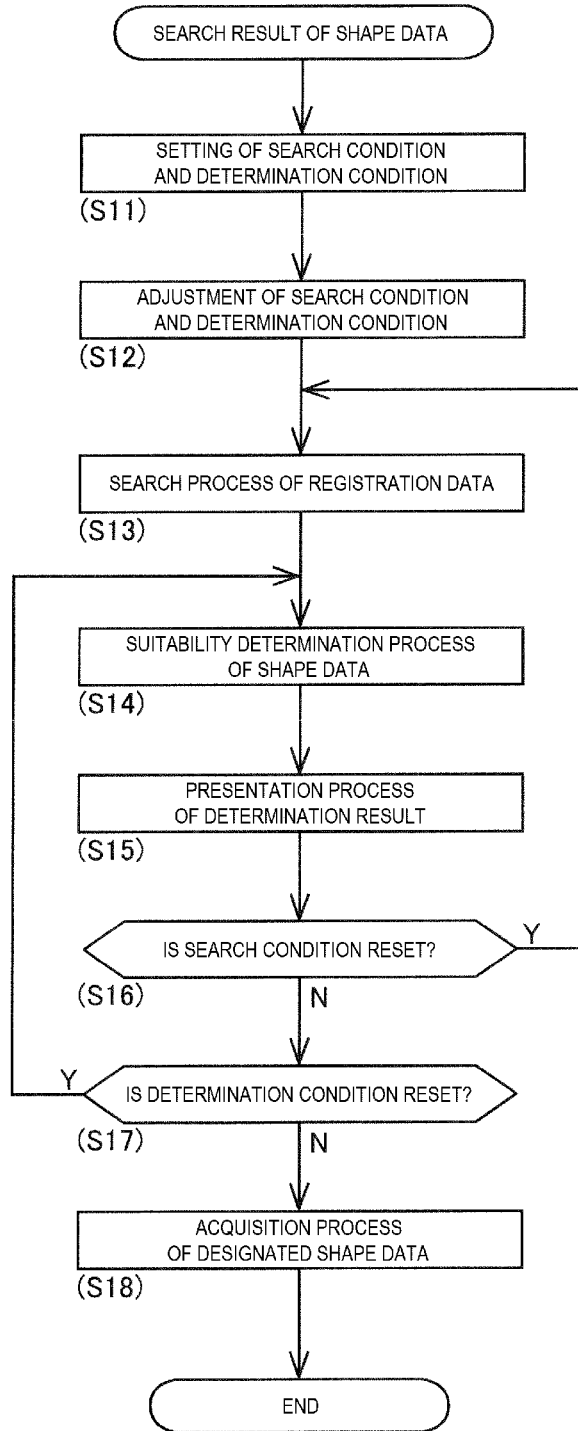 SEARCH RESULT OF SHAPE DATA
SETTING OF SEARCH CONDITION
AND DETERMINATION CONDITION
(S11)
ADJUSTMENT OF SEARCH CONDITION
AND DETERMINATION CONDITION
(S12)
SEARCH PROCESS OF REGISTRATION DATA
(S13)
SUITABILITY DETERMINATION PROCESS
OF SHAPE DATA
(S14)
PRESENTATION PROCESS
OF DETERMINATION RESULT
(S15)
IS SEARCH CONDITION RESET?
Y
(S16)
N
Y
IS DETERMINATION CONDITION RESET?
(S17)
N
ACQUISITION PROCESS
OF DESIGNATED SHAPE DATA
(S18)
END